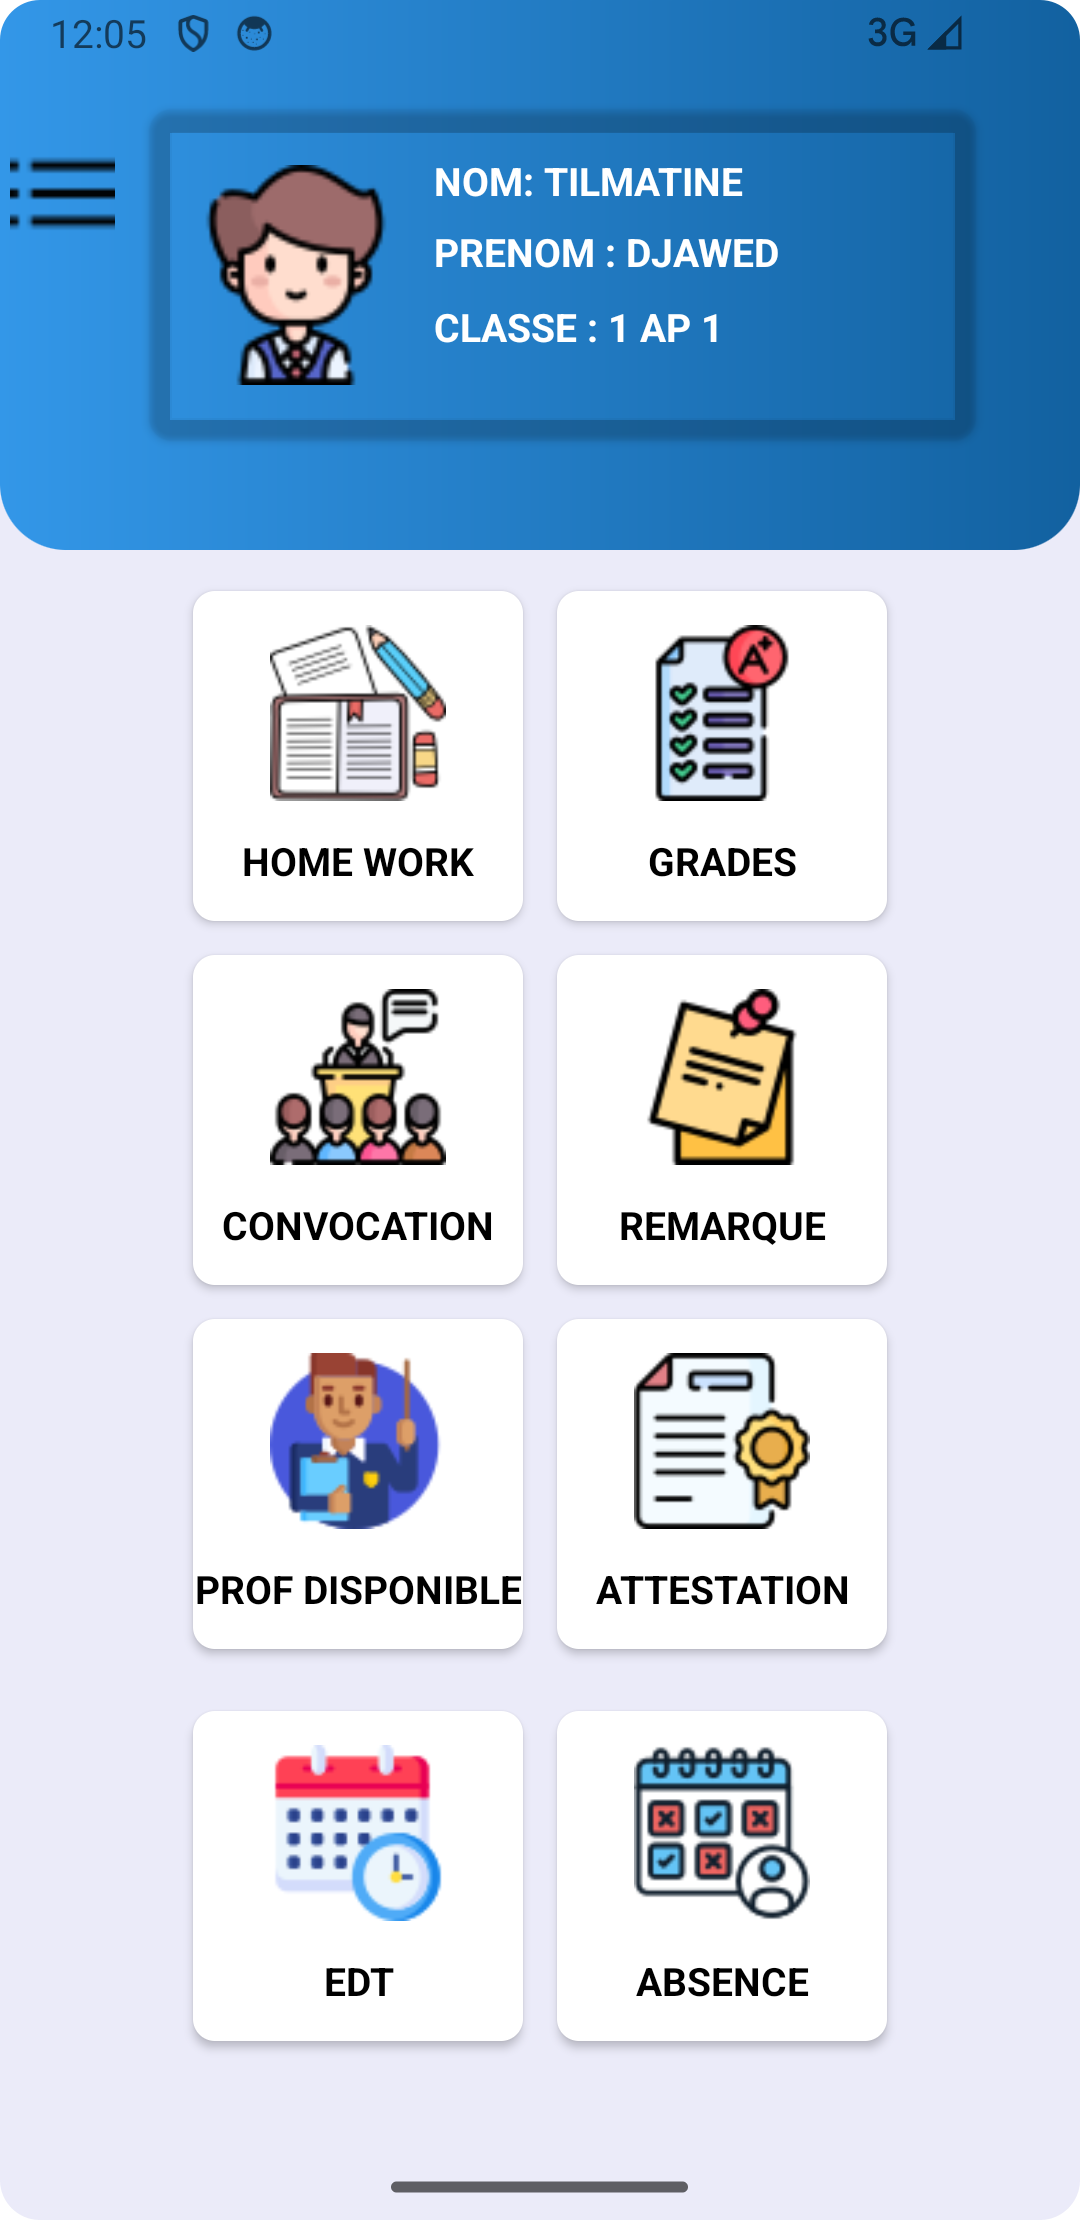 12:05
3G
NOM: TILMATINE
PRENOM : DJAWED
CLASSE : 1 AP 1
A+
HOME WORK
GRADES
CONVOCATION
REMARQUE
PROF DISPONIBLE
ATTESTATION
EDT
ABSENCE